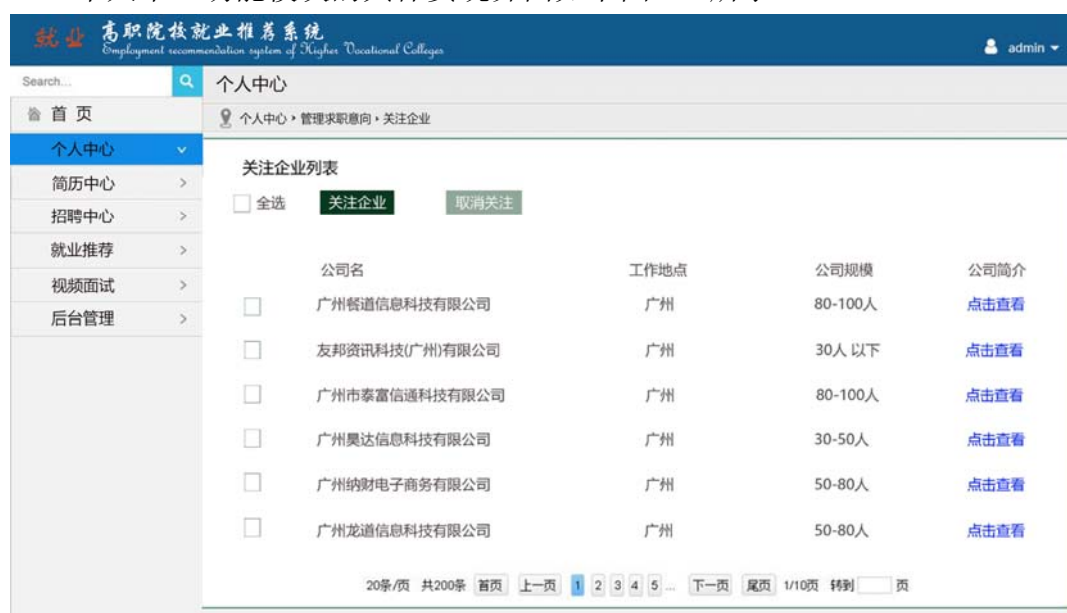 就业 高职院校就业推荐系统
Employment recommendation system of Higher Vocational Colleges
admin
Search...
个人中心
首页
个人中心 › 管理求职意向 › 关注企业
个人中心
简历中心
招聘中心
就业推荐
视频面试
后台管理
关注企业列表
全选 关注企业 取消关注
公司名 工作地点 公司规模 公司简介
广州餐道信息科技有限公司 广州 80-100人 点击查看
友邦资讯科技(广州)有限公司 广州 30人 以下 点击查看
广州市泰富信通科技有限公司 广州 80-100人 点击查看
广州昊达信息科技有限公司 广州 30-50人 点击查看
广州纳财电子商务有限公司 广州 50-80人 点击查看
广州龙道信息科技有限公司 广州 50-80人 点击查看
20条/页 共200条 首页 上一页 1 2 3 4 5 ... 下一页 尾页 1/10页 转到 页